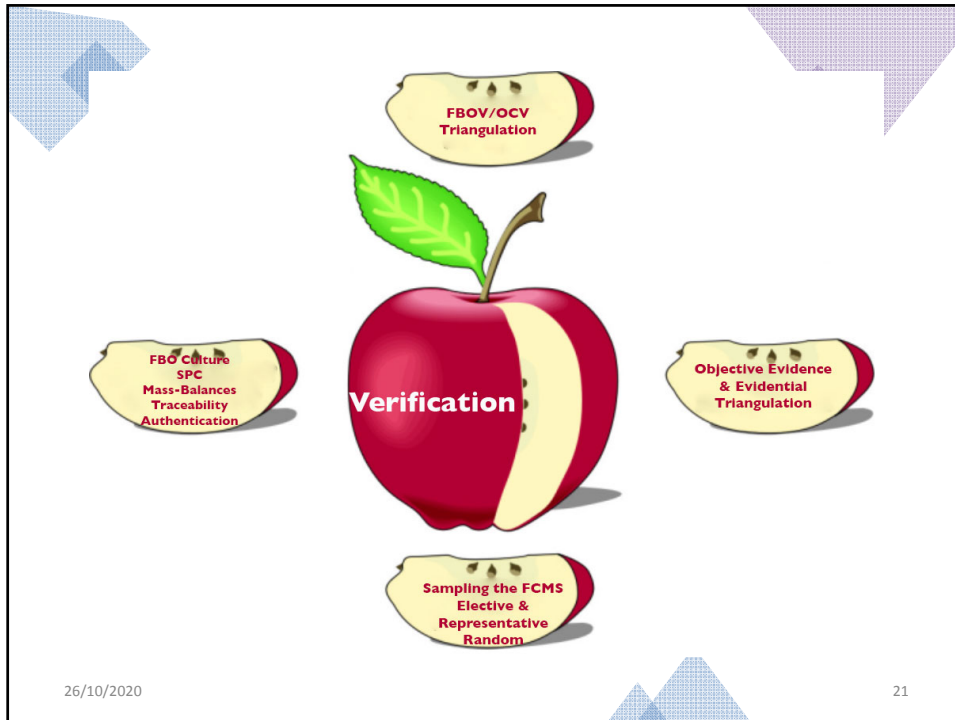 FBOV/OCV
Triangulation
FBO Culture
SPC
Mass-Balances
Traceability
Authentication
Verification
Objective Evidence
& Evidential
Triangulation
Sampling the FCMS
Elective &
Representative
Random
26/10/2020
21